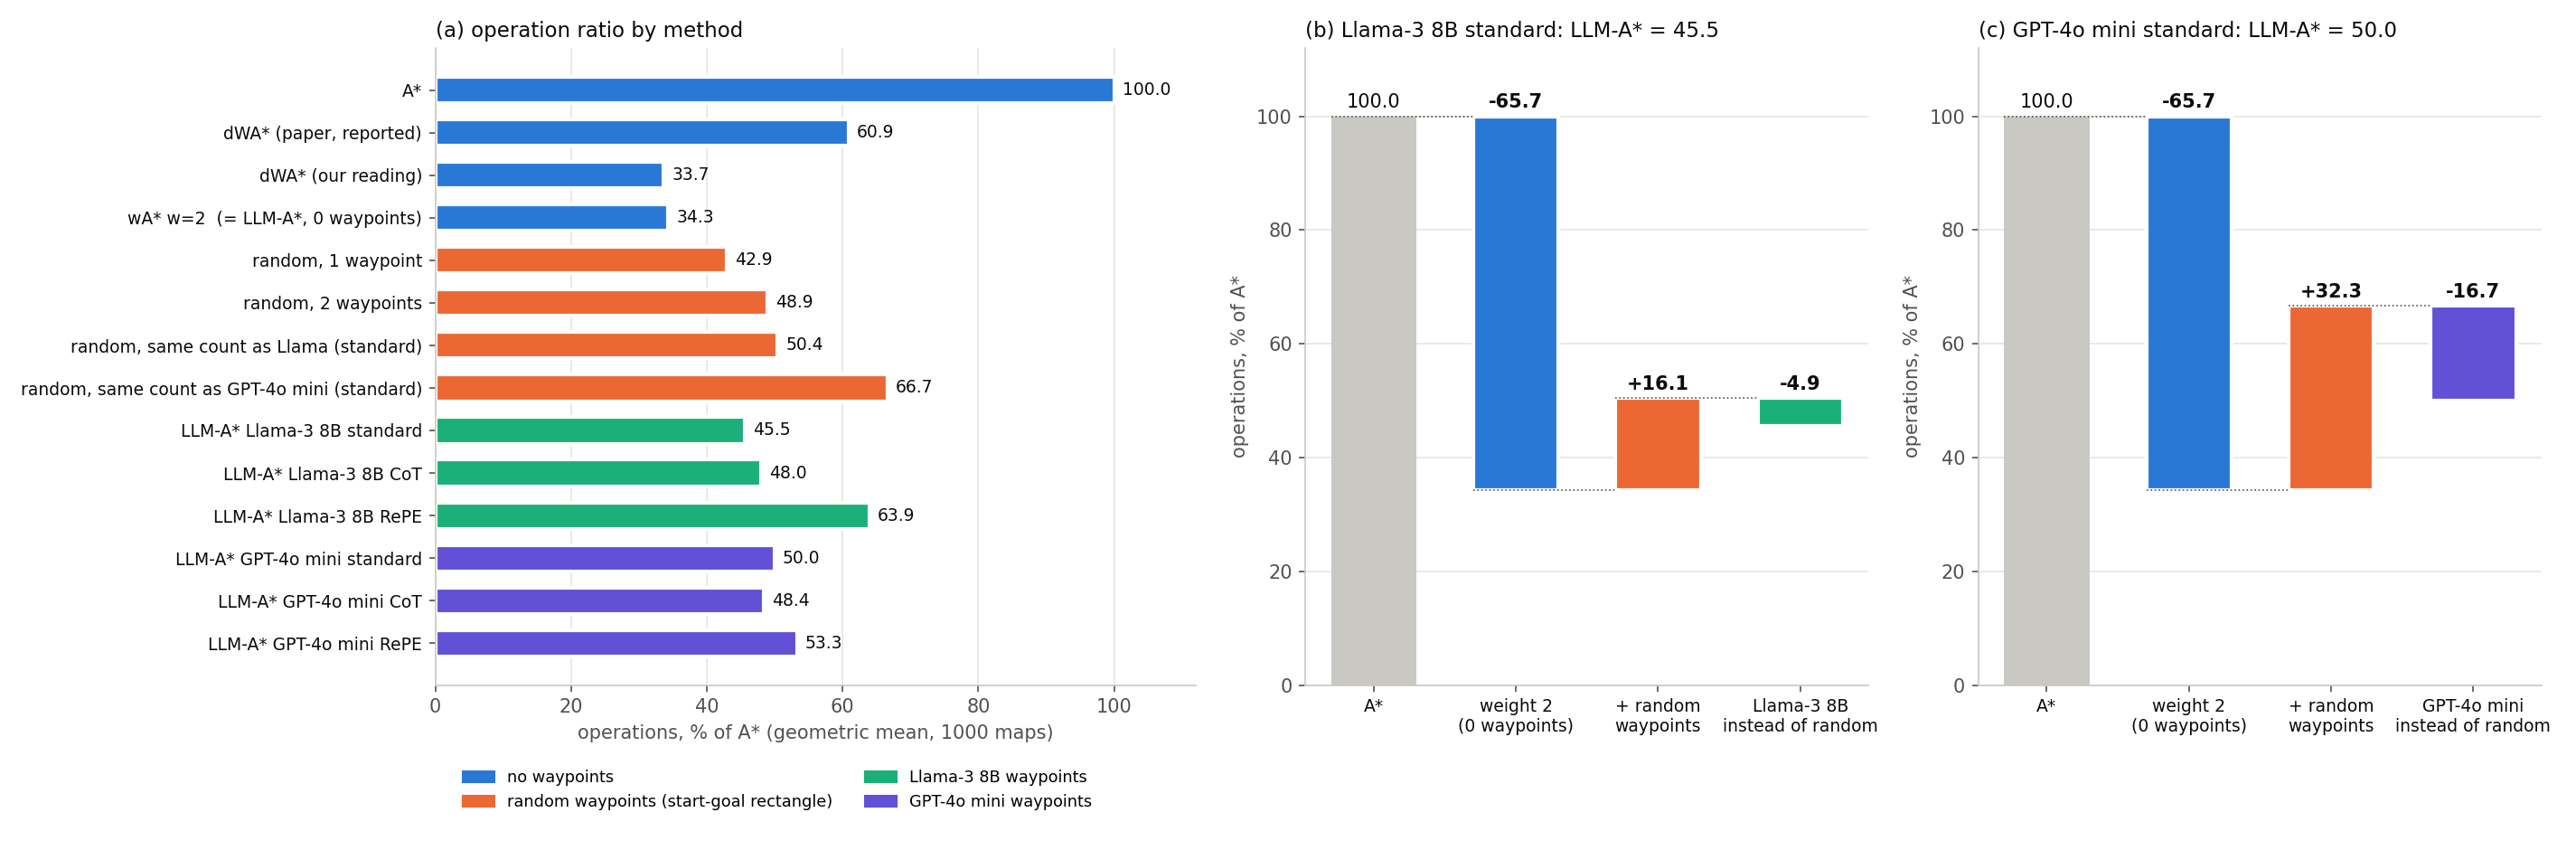 (a) operation ratio by method
A*
100.0
dWA* (paper, reported)
60.9
dWA* (our reading)
33.7
wA* w=2  (= LLM-A*, 0 waypoints)
34.3
random, 1 waypoint
42.9
random, 2 waypoints
48.9
random, same count as Llama (standard)
50.4
random, same count as GPT-4o mini (standard)
66.7
LLM-A* Llama-3 8B standard
45.5
LLM-A* Llama-3 8B CoT
48.0
LLM-A* Llama-3 8B RePE
63.9
LLM-A* GPT-4o mini standard
50.0
LLM-A* GPT-4o mini CoT
48.4
LLM-A* GPT-4o mini RePE
53.3
0 20 40 60 80 100
operations, % of A* (geometric mean, 1000 maps)
no waypoints
random waypoints (start-goal rectangle)
Llama-3 8B waypoints
GPT-4o mini waypoints
(b) Llama-3 8B standard: LLM-A* = 45.5
operations, % of A*
100
80
60
40
20
0
100.0
-65.7
+16.1
-4.9
A*
weight 2
(0 waypoints)
+ random
waypoints
Llama-3 8B
instead of random
(c) GPT-4o mini standard: LLM-A* = 50.0
operations, % of A*
100
80
60
40
20
0
100.0
-65.7
+32.3
-16.7
A*
weight 2
(0 waypoints)
+ random
waypoints
GPT-4o mini
instead of random